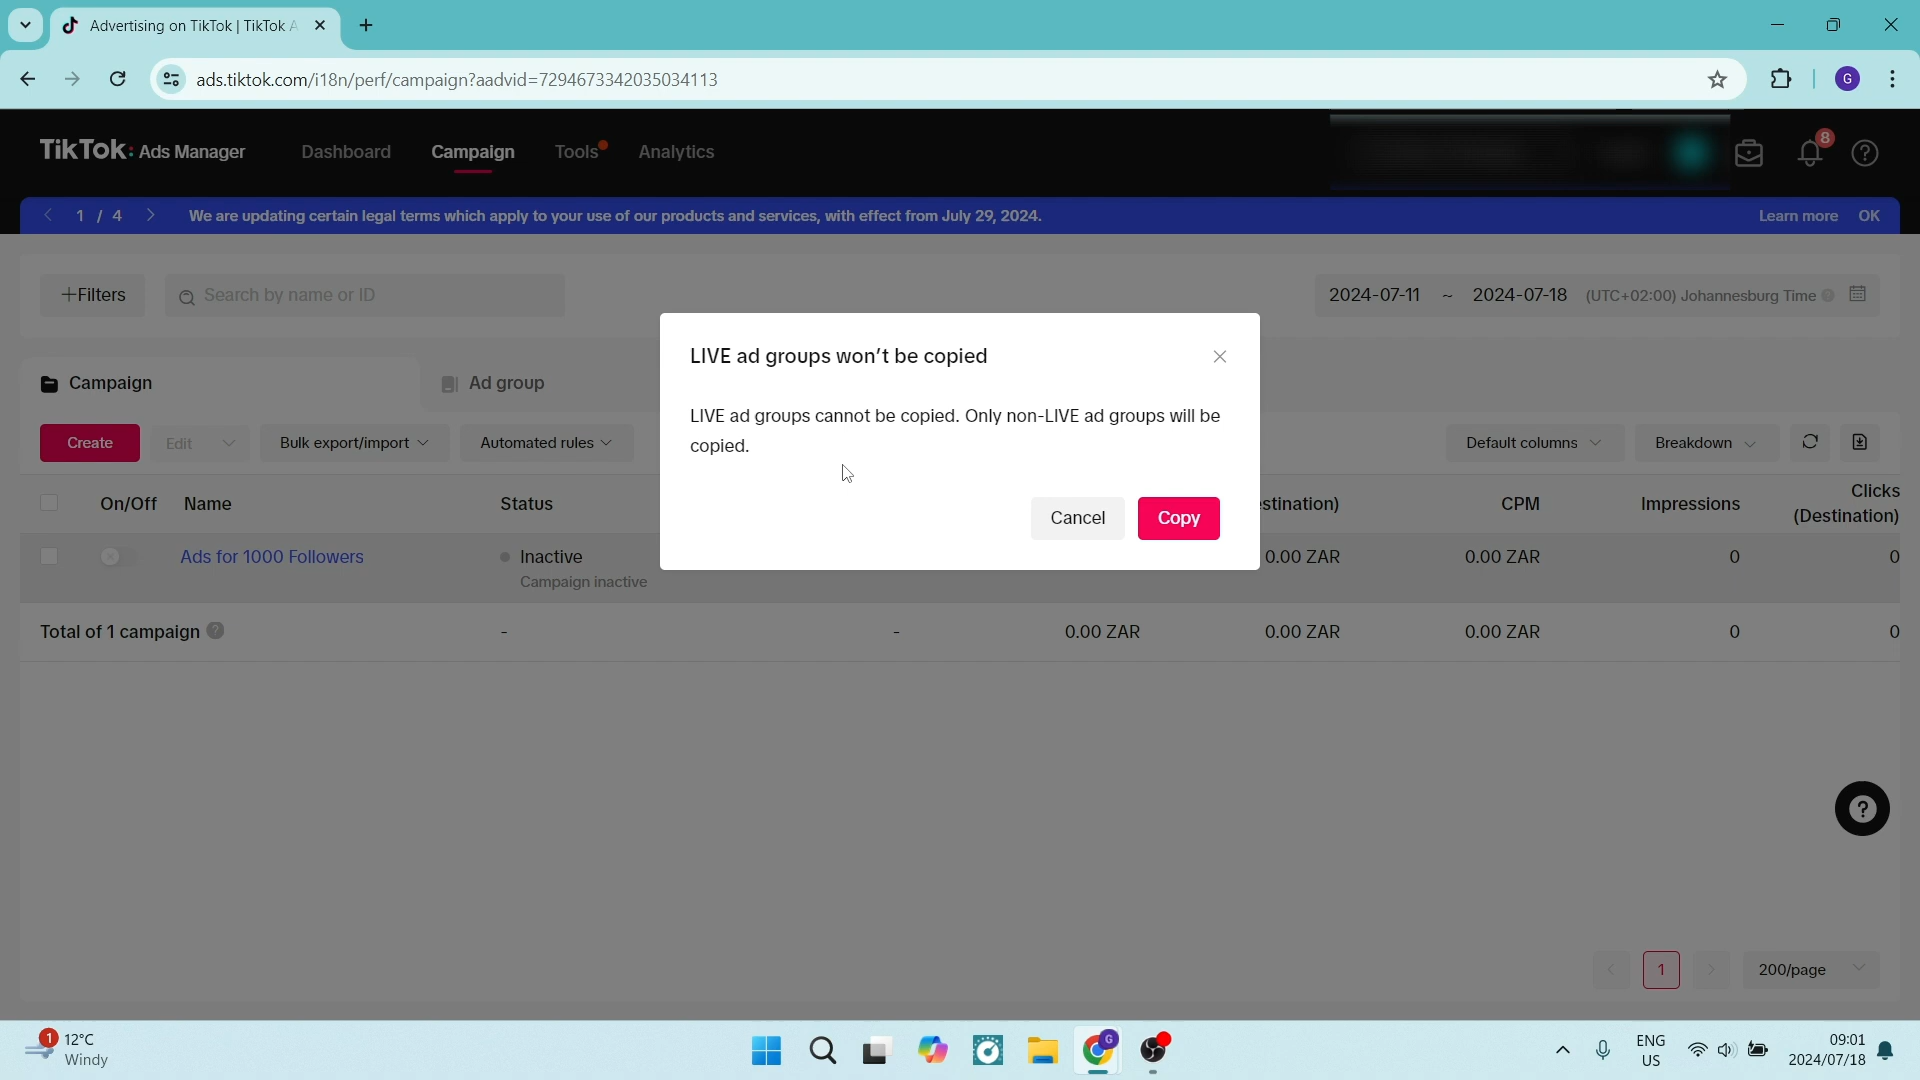 Advertising on TikTok | TikTok A
ads.tiktok.com/i18n/perf/campaign?aadvid=7294673342035034113
G
TikTok: Ads Manager
Dashboard
Campaign
Tools
Analytics
8
1 / 4
We are updating certain legal terms which apply to your use of our products and services, with effect from July 29, 2024.
Learn more
OK
+Filters
Search by name or ID
2024-07-11 ~ 2024-07-18 (UTC+02:00) Johannesburg Time
LIVE ad groups won't be copied
LIVE ad groups cannot be copied. Only non-LIVE ad groups will be
copied.
Cancel
Copy
Campaign
Ad group
Create
Edit
Bulk export/import
Automated rules
Default columns
Breakdown
On/Off
Name
Status
estination)
CPM
Impressions
Clicks
(Destination)
Ads for 1000 Followers
Inactive
Campaign inactive
0.00 ZAR
0.00 ZAR
0
0
Total of 1 campaign
-
-
0.00 ZAR
0.00 ZAR
0.00 ZAR
0
0
1
200/page
1
12°C
Windy
G
ENG
US
09:01
2024/07/18